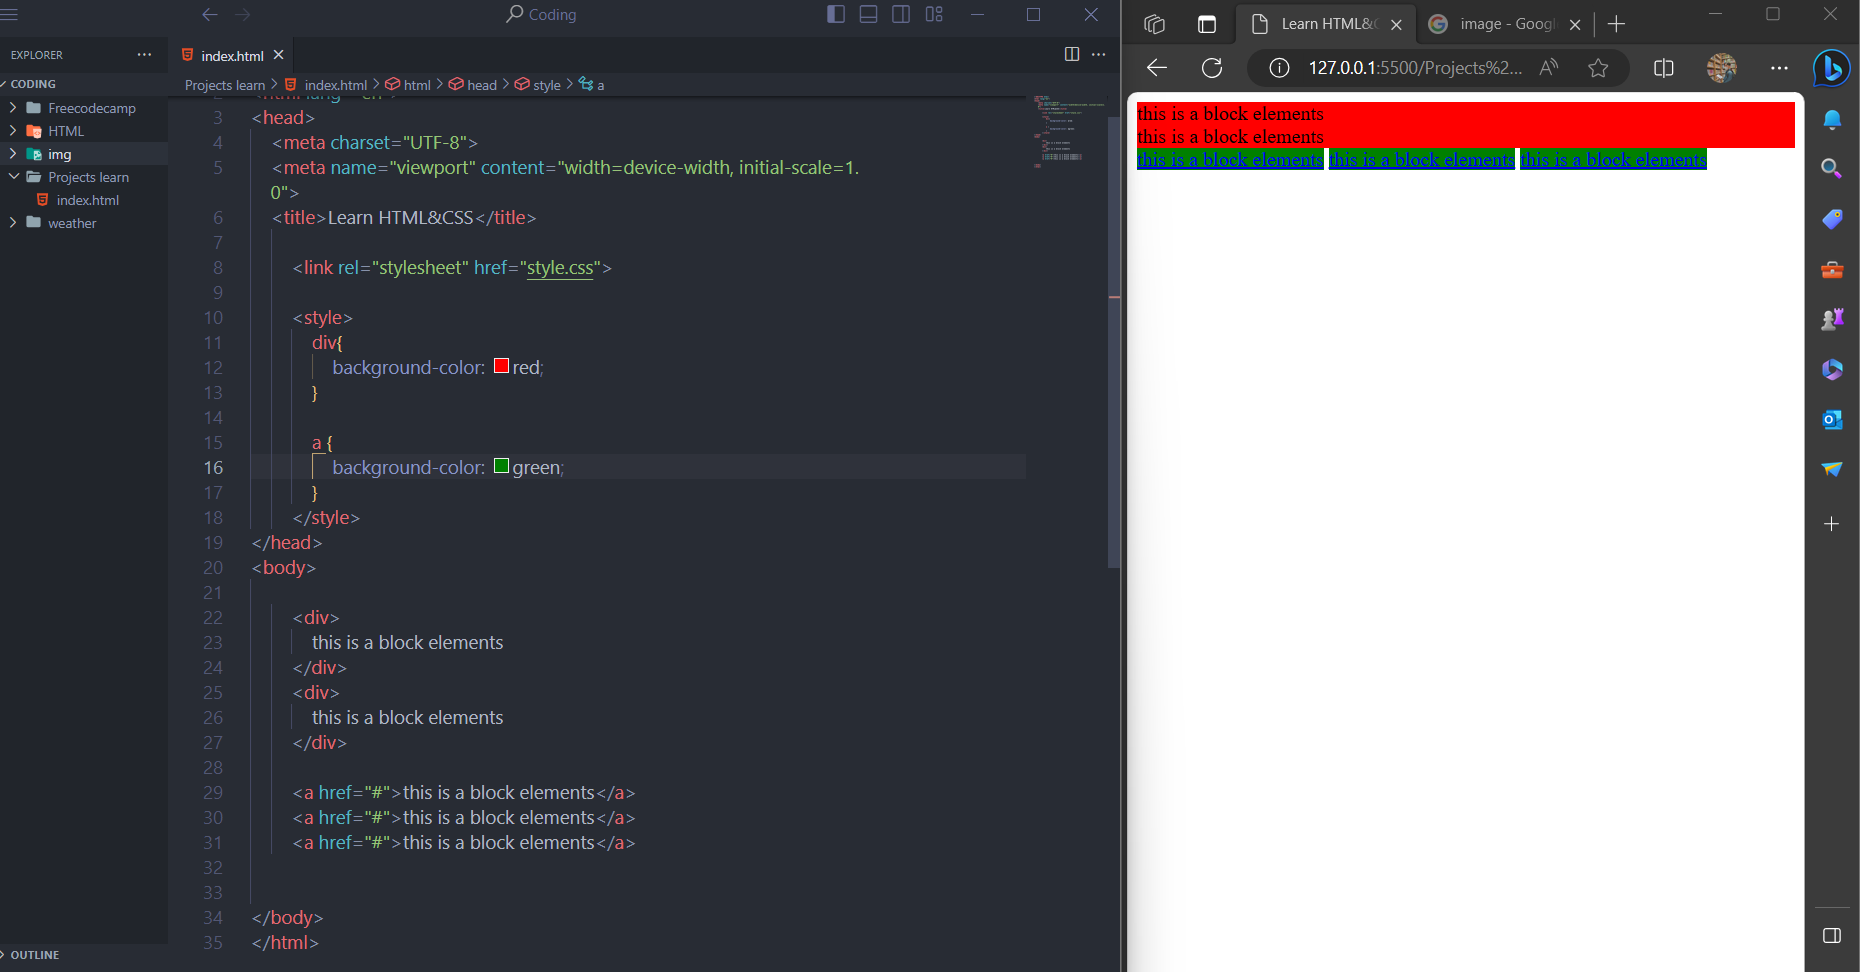 Coding
EXPLORER
index.html
CODING
Projects learn > index.html > html > head > style > a
Freecodecamp
HTML
img
Projects learn
index.html
weather
OUTLINE
3 <head>
4 <meta charset="UTF-8">
5 <meta name="viewport" content="width=device-width, initial-scale=1.
0">
6 <title>Learn HTML&CSS</title>
7
8 <link rel="stylesheet" href="style.css">
9
10 <style>
11 div{
12 background-color: red;
13 }
14
15 a {
16 background-color: green;
17 }
18 </style>
19 </head>
20 <body>
21
22 <div>
23 this is a block elements
24 </div>
25 <div>
26 this is a block elements
27 </div>
28
29 <a href="#">this is a block elements</a>
30 <a href="#">this is a block elements</a>
31 <a href="#">this is a block elements</a>
32
33
34 </body>
35 </html>
Learn HTML&C
image - Googl
127.0.0.1:5500/Projects%2...
this is a block elements
this is a block elements
this is a block elements this is a block elements this is a block elements